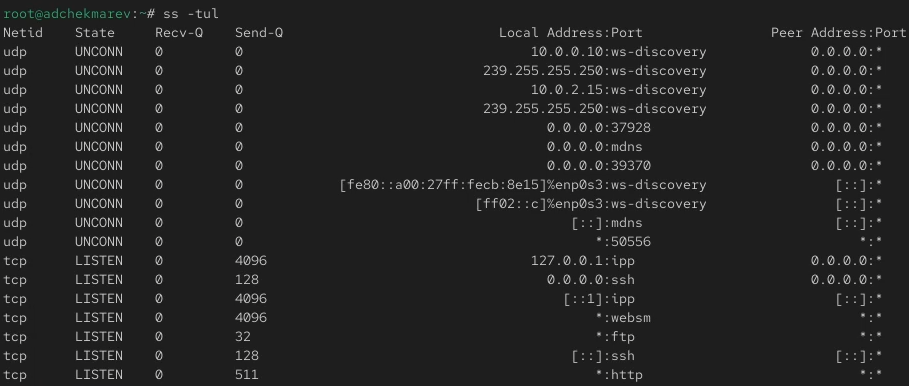 root@adchekmarev:~# ss -tul
Netid State Recv-Q Send-Q Local Address:Port Peer Address:Port
udp UNCONN 0 0 10.0.0.10:ws-discovery 0.0.0.0:*
udp UNCONN 0 0 239.255.255.250:ws-discovery 0.0.0.0:*
udp UNCONN 0 0 10.0.2.15:ws-discovery 0.0.0.0:*
udp UNCONN 0 0 239.255.255.250:ws-discovery 0.0.0.0:*
udp UNCONN 0 0 0.0.0.0:37928 0.0.0.0:*
udp UNCONN 0 0 0.0.0.0:mdns 0.0.0.0:*
udp UNCONN 0 0 0.0.0.0:39370 0.0.0.0:*
udp UNCONN 0 0 [fe80::a00:27ff:fecb:8e15]%enp0s3:ws-discovery [::]:*
udp UNCONN 0 0 [ff02::c]%enp0s3:ws-discovery [::]:*
udp UNCONN 0 0 [::]:mdns [::]:*
udp UNCONN 0 0 *:50556 *:*
tcp LISTEN 0 4096 127.0.0.1:ipp 0.0.0.0:*
tcp LISTEN 0 128 0.0.0.0:ssh 0.0.0.0:*
tcp LISTEN 0 4096 [::1]:ipp [::]:*
tcp LISTEN 0 4096 *:websm *:*
tcp LISTEN 0 32 *:ftp *:*
tcp LISTEN 0 128 [::]:ssh [::]:*
tcp LISTEN 0 511 *:http *:*